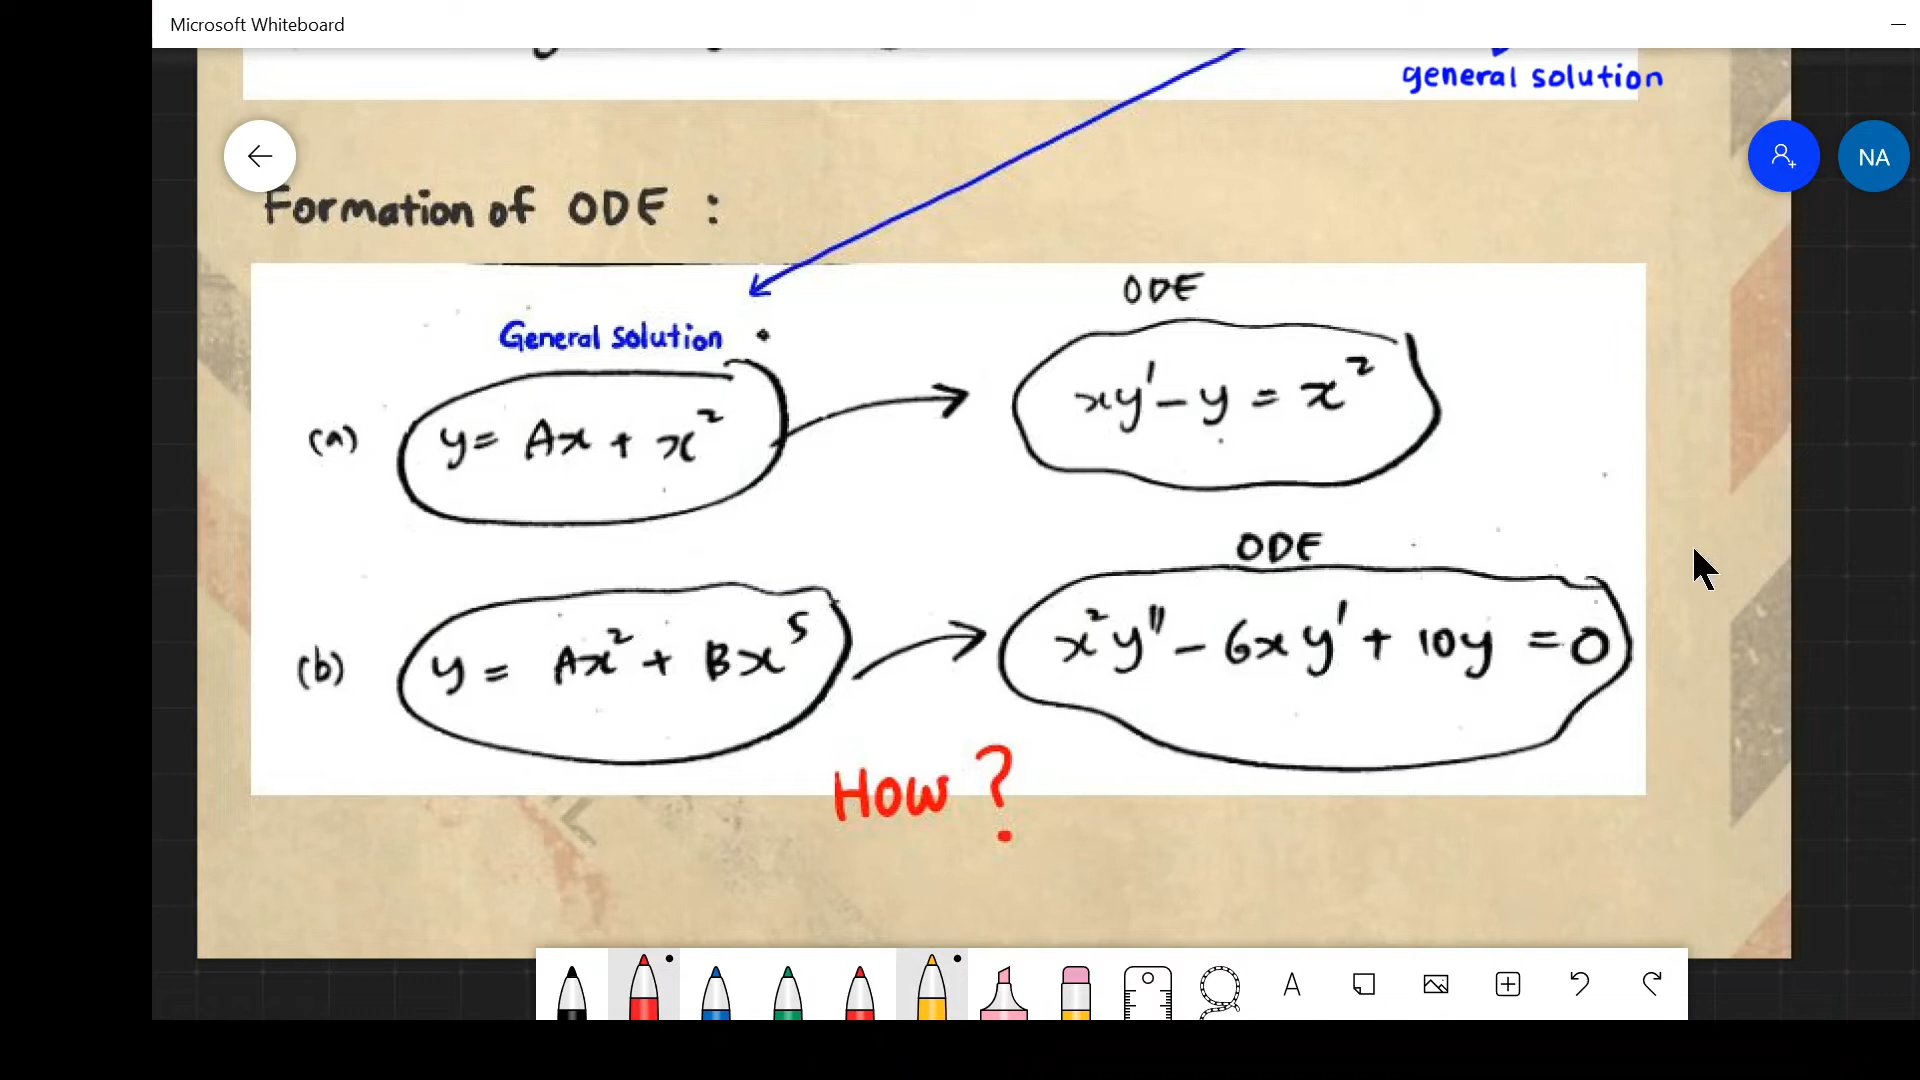 Microsoft Whiteboard
general solution
NA
Formation of ODE :
ODE
General solution
(a) y = Ax + x² xy' - y = x²
ODE
(b) y = Ax² + Bx⁵ x²y'' - 6xy' + 10y = 0
How ?
A